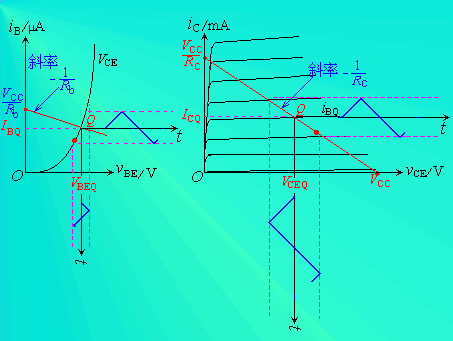 iB/μA
斜率 -1/Rb
VCE
VCC/Rb
IBQ
Q
t
O
VBEQ
vBE/V
t
iC/mA
VCC/RC
斜率 -1/RC
ICQ
Q
iBQ
t
O
VCEQ
VCC
vCE/V
t